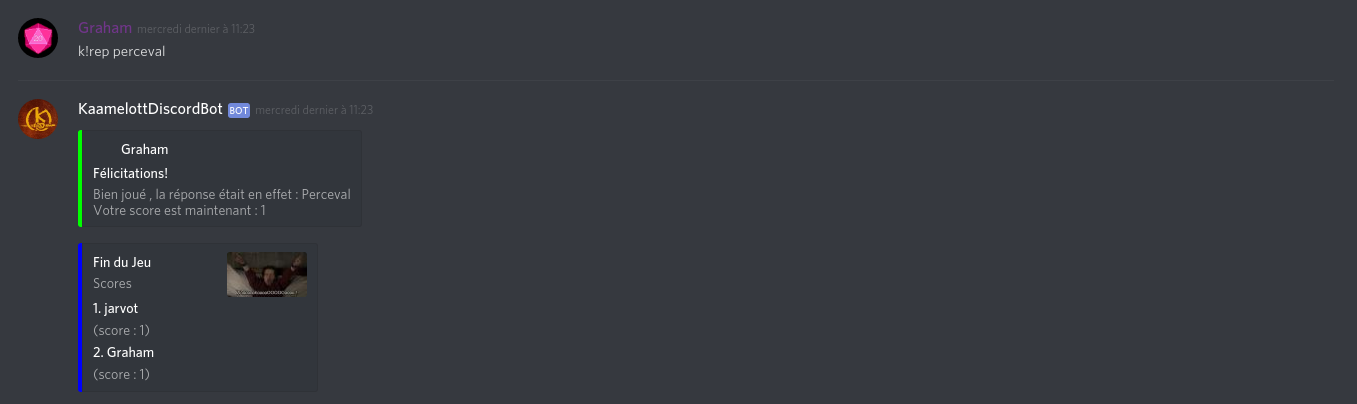 Graham mercredi dernier à 11:23
k!rep perceval
KaamelottDiscordBot BOT mercredi dernier à 11:23
Graham
Félicitations!
Bien joué , la réponse était en effet : Perceval
Votre score est maintenant : 1
Fin du Jeu
Scores
1. jarvot
(score : 1)
2. Graham
(score : 1)